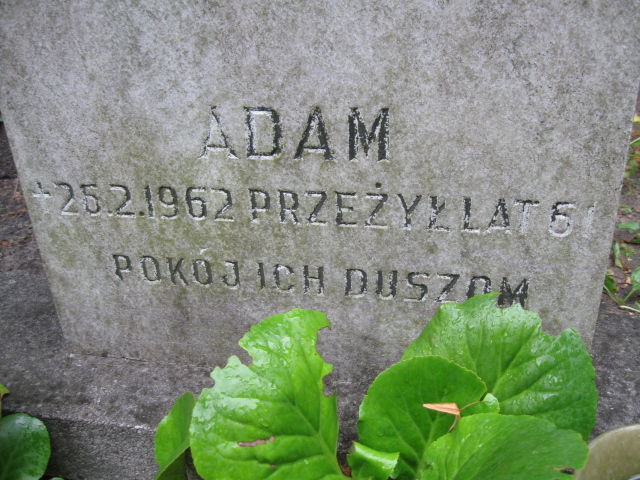 ADAM
+25.2.1962 PRZEŻYŁ LAT 61
POKÓJ ICH DUSZOM